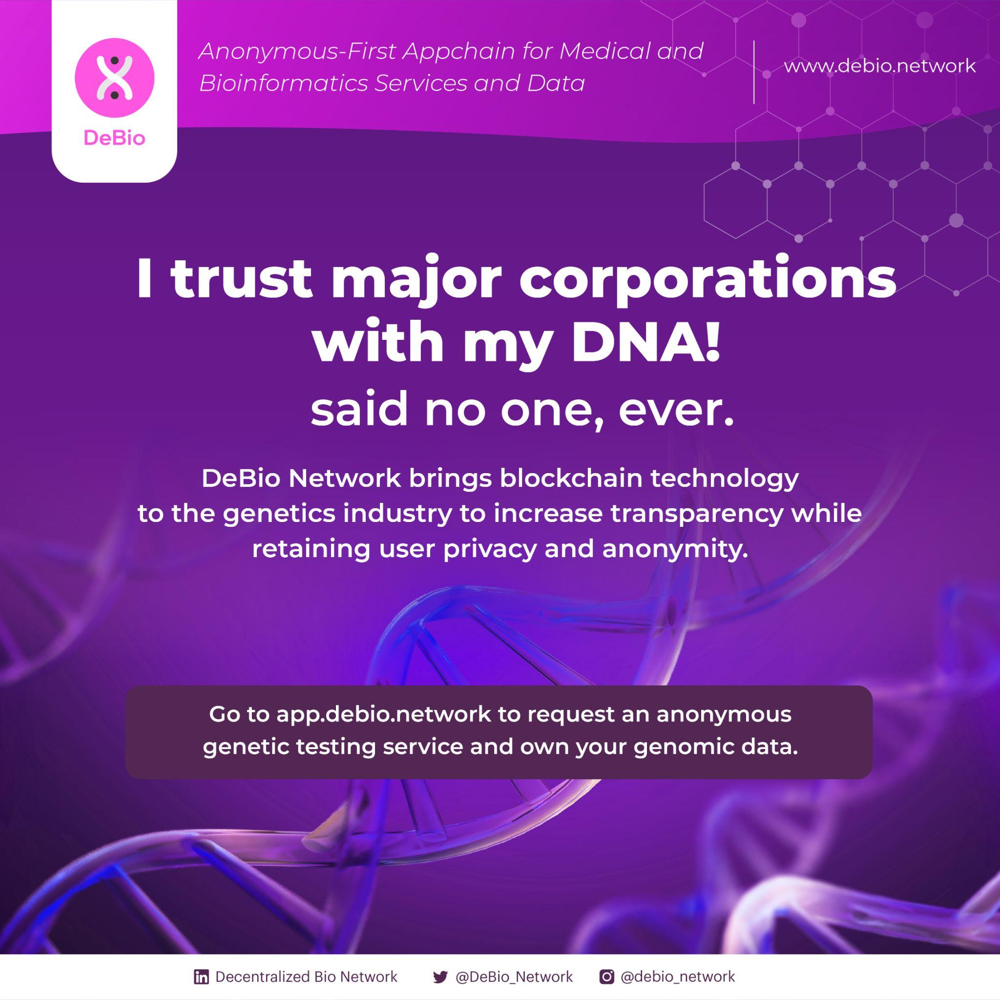 DeBio
Anonymous-First Appchain for Medical and
Bioinformatics Services and Data
www.debio.network
I trust major corporations
with my DNA!
said no one, ever.
DeBio Network brings blockchain technology
to the genetics industry to increase transparency while
retaining user privacy and anonymity.
Go to app.debio.network to request an anonymous
genetic testing service and own your genomic data.
in Decentralized Bio Network @DeBio_Network @debio_network